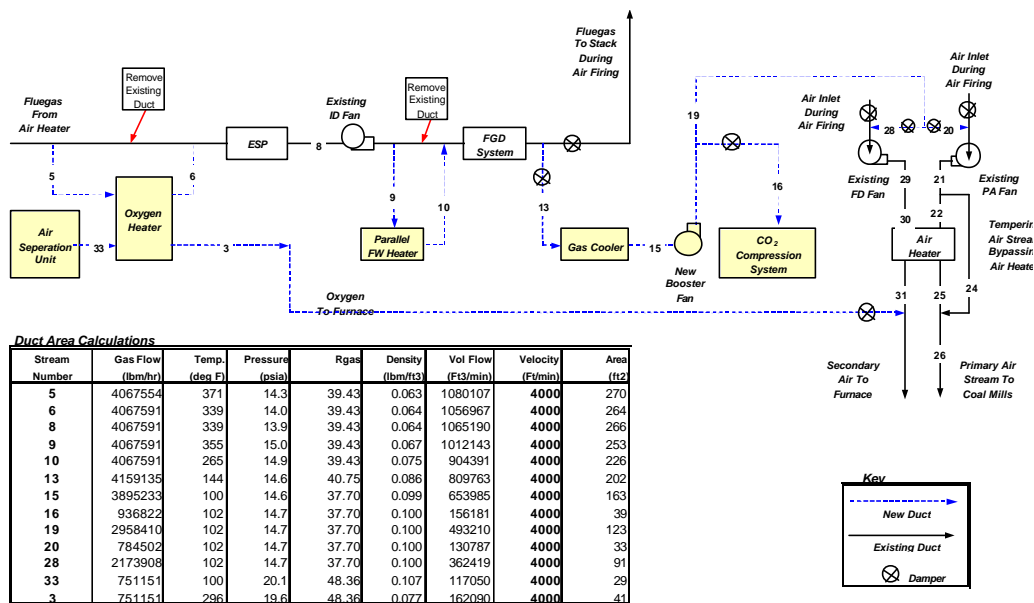 Fluegas
To Stack
During
Air Firing
Air Inlet
During
Air Firing
Air Inlet
During
Air Firing
Remove
Existing
Duct
Remove
Existing
Duct
Fluegas
From
Air Heater
Existing
ID Fan
19
28
20
ESP
8
FGD
System
5
6
9
10
13
16
29
21
Existing
FD Fan
Existing
PA Fan
Oxygen
Heater
Air
Seperation
Unit
33
3
Parallel
FW Heater
Gas Cooler
15
New
Booster
Fan
CO2
Compression
System
30
22
Air
Heater
Temperin
Air Strean
Bypassin
Air Heate
24
31
25
Oxygen
To Furnace
26
Secondary
Air To
Furnace
Primary Air
Stream To
Coal Mills
Duct Area Calculations
Stream Gas Flow Temp. Pressure Rgas Density Vol Flow Velocity Area
Number (lbm/hr) (deg F) (psia) (lbm/ft3) (Ft3/min) (Ft/min) (ft2)
5 4067554 371 14.3 39.43 0.063 1080107 4000 270
6 4067591 339 14.0 39.43 0.064 1056967 4000 264
8 4067591 339 13.9 39.43 0.064 1065190 4000 266
9 4067591 355 15.0 39.43 0.067 1012143 4000 253
10 4067591 265 14.9 39.43 0.075 904391 4000 226
13 4159135 144 14.6 40.75 0.086 809763 4000 202
15 3895233 100 14.6 37.70 0.099 653985 4000 163
16 936822 102 14.7 37.70 0.100 156181 4000 39
19 2958410 102 14.7 37.70 0.100 493210 4000 123
20 784502 102 14.7 37.70 0.100 130787 4000 33
28 2173908 102 14.7 37.70 0.100 362419 4000 91
33 751151 100 20.1 48.36 0.107 117050 4000 29
3 751151 296 19.6 48.36 0.077 162090 4000 41
Key
New Duct
Existing Duct
Damper